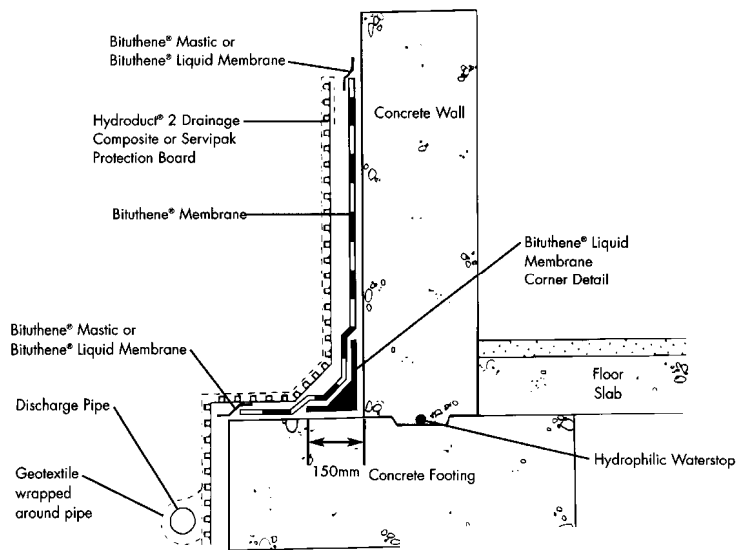 Bituthene® Mastic or
Bituthene® Liquid Membrane
Hydroduct® 2 Drainage
Composite or Servipak
Protection Board
Concrete Wall
Bituthene® Membrane
Bituthene® Liquid
Membrane
Corner Detail
Bituthene® Mastic or
Bituthene® Liquid Membrane
Floor
Slab
Discharge Pipe
Hydrophilic Waterstop
150mm
Concrete Footing
Geotextile
wrapped
around pipe